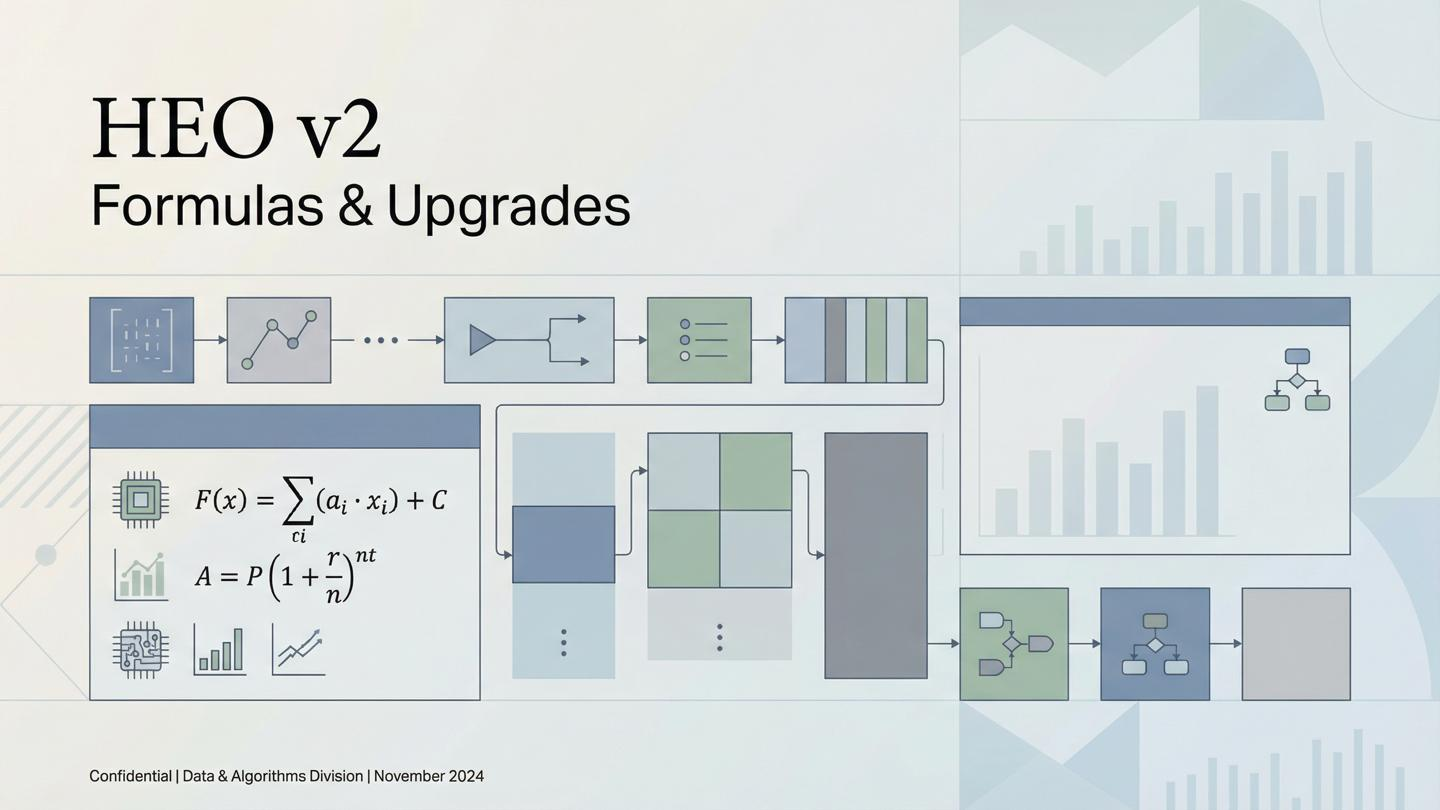 HEO v2
Formulas & Upgrades
F(x) = ∑(aᵢ · xᵢ) + C
A = P(1 + r/n)^nt
Confidential | Data & Algorithms Division | November 2024